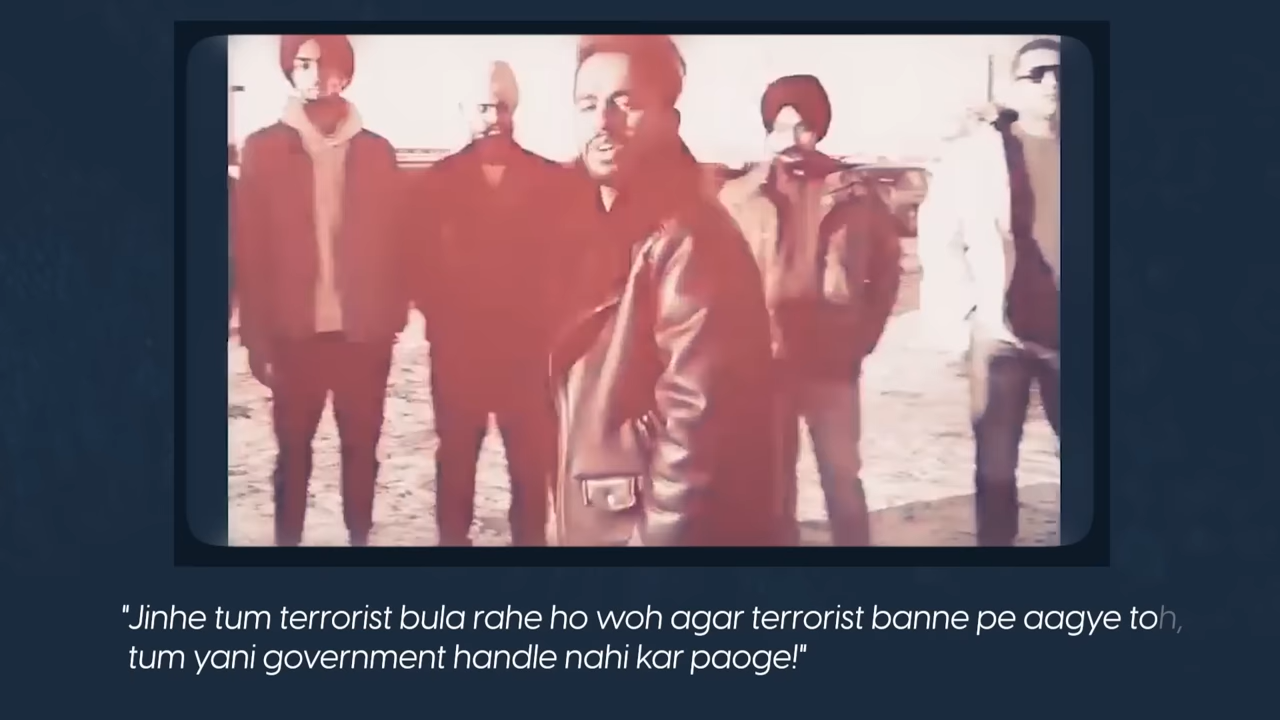 "Jinhe tum terrorist bula rahe ho woh agar terrorist banne pe aagye toh,
tum yani government handle nahi kar paoge!"